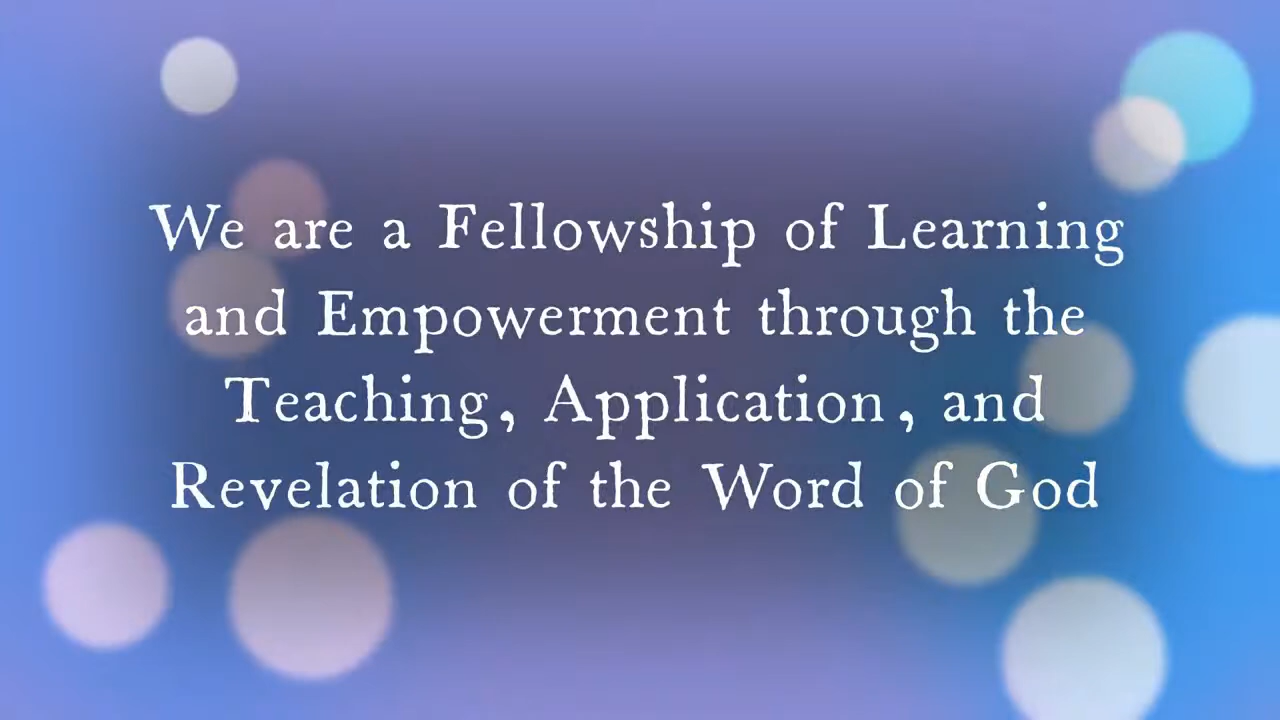 We are a Fellowship of Learning
and Empowerment through the
Teaching, Application, and
Revelation of the Word of God